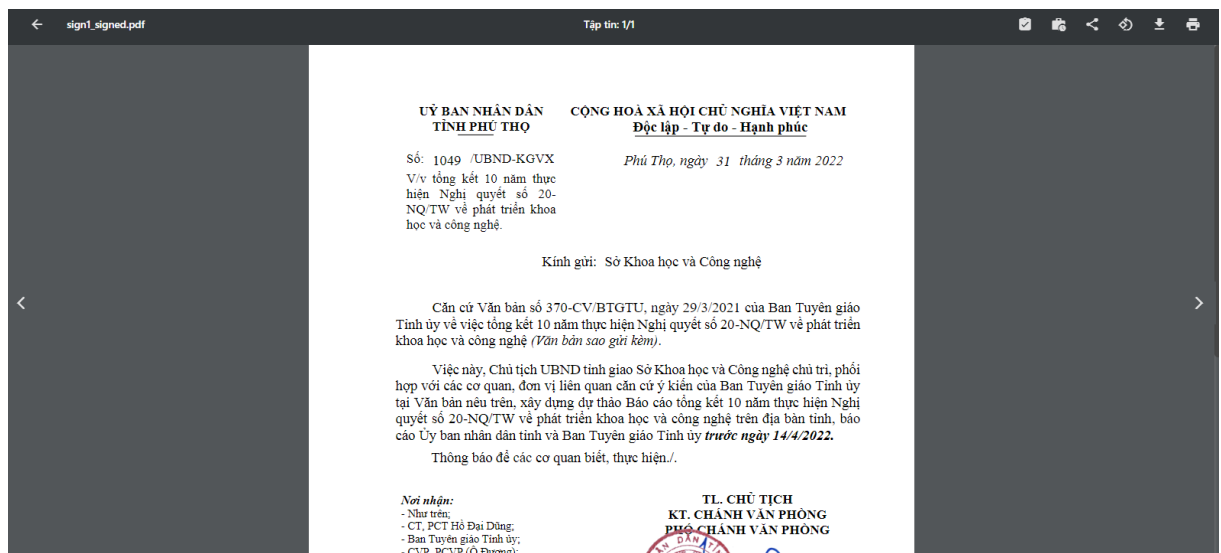 sign1_signed.pdf
Tập tin: 1/1
UỶ BAN NHÂN DÂN
TỈNH PHÚ THỌ
CỘNG HOÀ XÃ HỘI CHỦ NGHĨA VIỆT NAM
Độc lập - Tự do - Hạnh phúc
Số: 1049 /UBND-KGVX
Phú Thọ, ngày 31 tháng 3 năm 2022
V/v tổng kết 10 năm thực
hiện Nghị quyết số 20-
NQ/TW về phát triển khoa
học và công nghệ.
Kính gửi: Sở Khoa học và Công nghệ
Căn cứ Văn bản số 370-CV/BTGTU, ngày 29/3/2021 của Ban Tuyên giáo
Tỉnh ủy về việc tổng kết 10 năm thực hiện Nghị quyết số 20-NQ/TW về phát triển
khoa học và công nghệ (Văn bản sao gửi kèm).
Việc này, Chủ tịch UBND tỉnh giao Sở Khoa học và Công nghệ chủ trì, phối
hợp với các cơ quan, đơn vị liên quan căn cứ ý kiến của Ban Tuyên giáo Tỉnh ủy
tại Văn bản nêu trên, xây dựng dự thảo Báo cáo tổng kết 10 năm thực hiện Nghị
quyết số 20-NQ/TW về phát triển khoa học và công nghệ trên địa bàn tỉnh, báo
cáo Ủy ban nhân dân tỉnh và Ban Tuyên giáo Tỉnh ủy trước ngày 14/4/2022.
Thông báo để các cơ quan biết, thực hiện./.
Nơi nhận:
- Như trên;
- CT, PCT Hồ Đại Dũng;
- Ban Tuyên giáo Tỉnh ủy;
- CVP, PCVP (Ô Đương);
TL. CHỦ TỊCH
KT. CHÁNH VĂN PHÒNG
PHÓ CHÁNH VĂN PHÒNG
DÂN